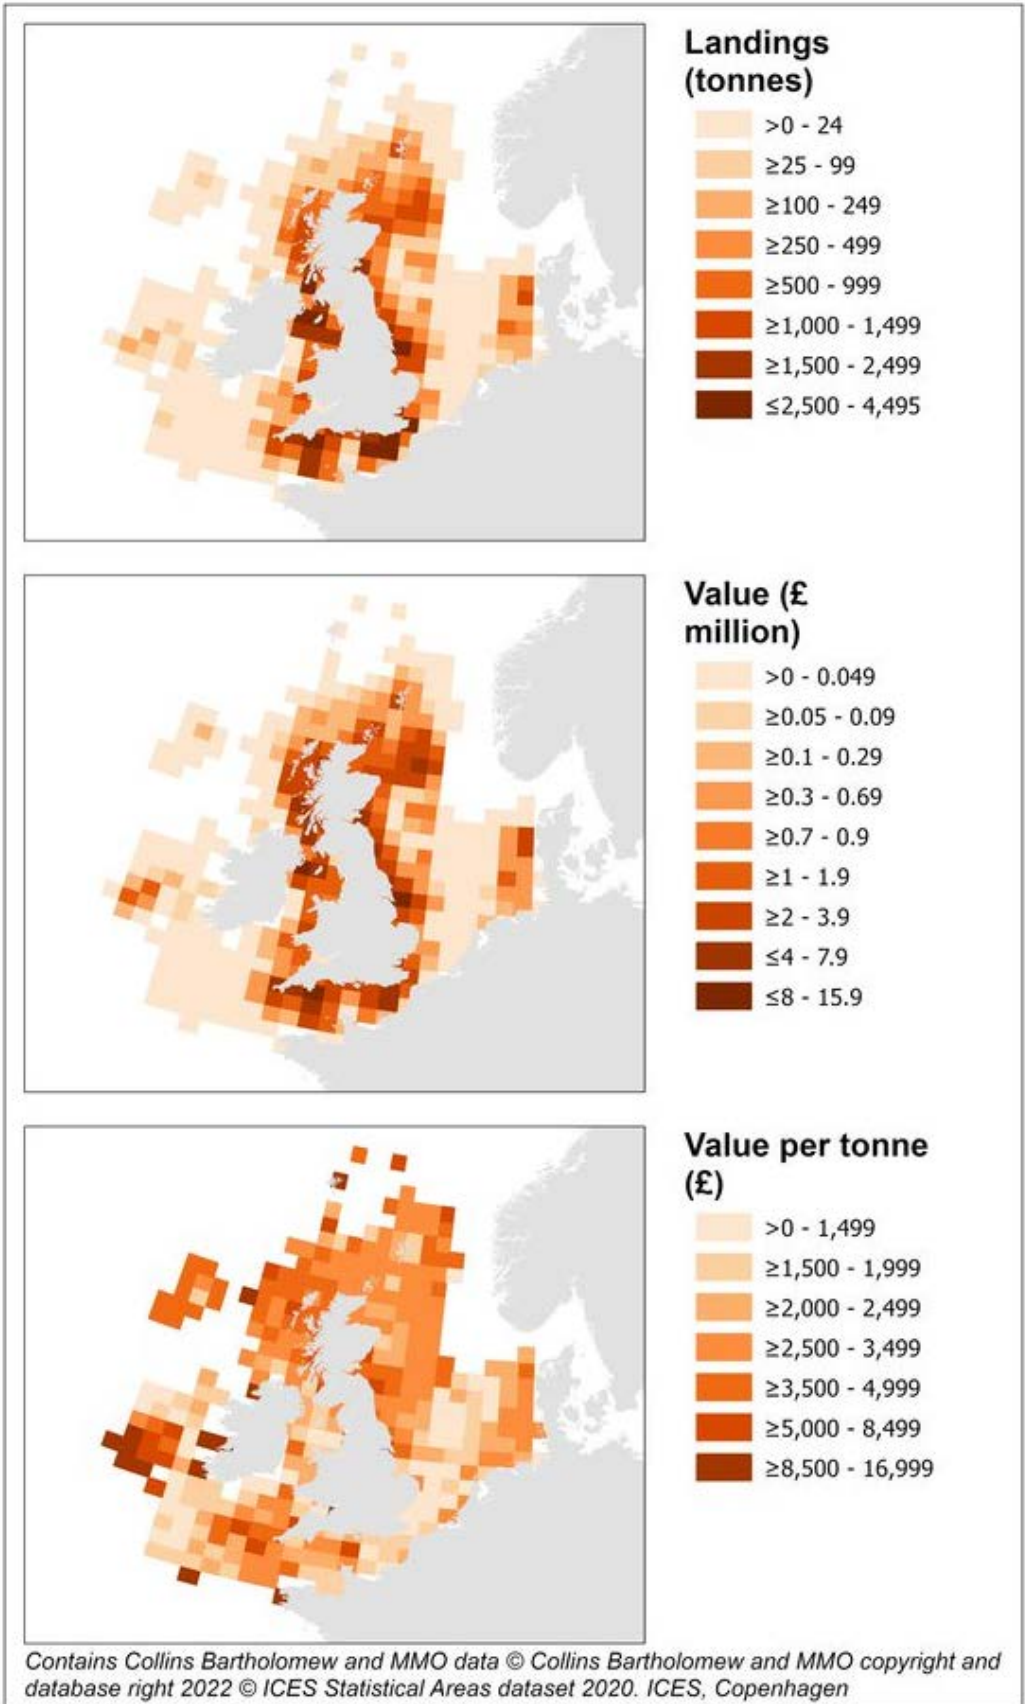 Landings
(tonnes)
>0 - 24
≥25 - 99
≥100 - 249
≥250 - 499
≥500 - 999
≥1,000 - 1,499
≥1,500 - 2,499
≤2,500 - 4,495
Value (£
million)
>0 - 0.049
≥0.05 - 0.09
≥0.1 - 0.29
≥0.3 - 0.69
≥0.7 - 0.9
≥1 - 1.9
≥2 - 3.9
≤4 - 7.9
≤8 - 15.9
Value per tonne
(£)
>0 - 1,499
≥1,500 - 1,999
≥2,000 - 2,499
≥2,500 - 3,499
≥3,500 - 4,999
≥5,000 - 8,499
≥8,500 - 16,999
Contains Collins Bartholomew and MMO data © Collins Bartholomew and MMO copyright and
database right 2022 © ICES Statistical Areas dataset 2020. ICES, Copenhagen